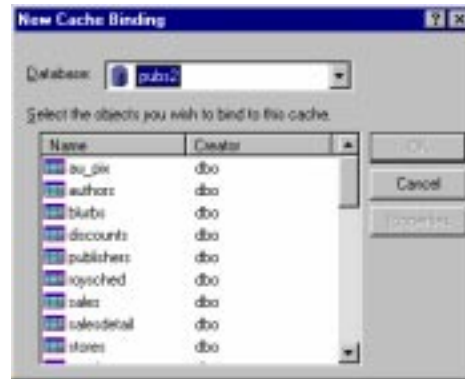 New Cache Binding
Database: pubs2
Select the objects you wish to bind to this cache.
Name Creator
au_pix dbo
authors dbo
blurbs dbo
discounts dbo
publishers dbo
roysched dbo
sales dbo
salesdetail dbo
stores dbo
OK
Cancel
Properties